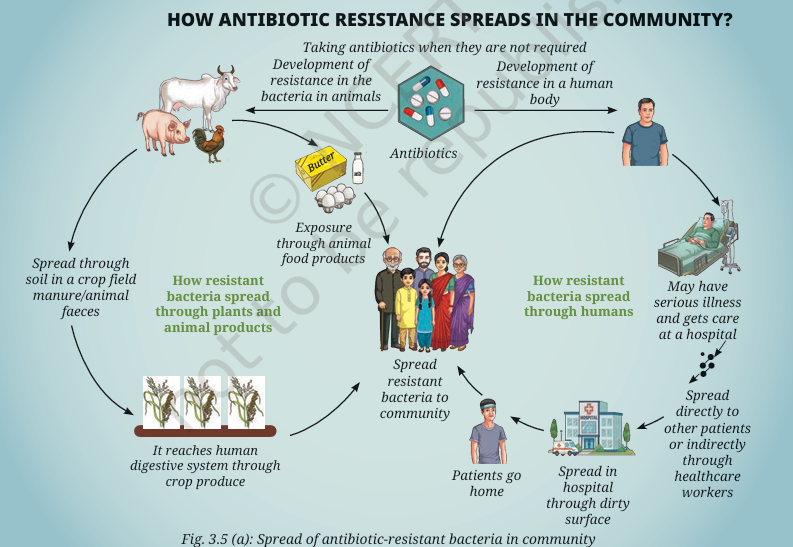 HOW ANTIBIOTIC RESISTANCE SPREADS IN THE COMMUNITY?
Taking antibiotics when they are not required
Development of
resistance in the
bacteria in animals
Development of
resistance in a human
body
Antibiotics
Butter
Exposure
through animal
food products
Spread through
soil in a crop field
manure/animal
faeces
How resistant
bacteria spread
through plants and
animal products
How resistant
bacteria spread
through humans
May have
serious illness
and gets care
at a hospital
Spread
resistant
bacteria to
community
Spread
directly to
other patients
or indirectly
through
healthcare
workers
HOSPITAL
It reaches human
digestive system through
crop produce
Patients go
home
Spread in
hospital
through dirty
surface
Fig. 3.5 (a): Spread of antibiotic-resistant bacteria in community
© NCERT
not to be republish